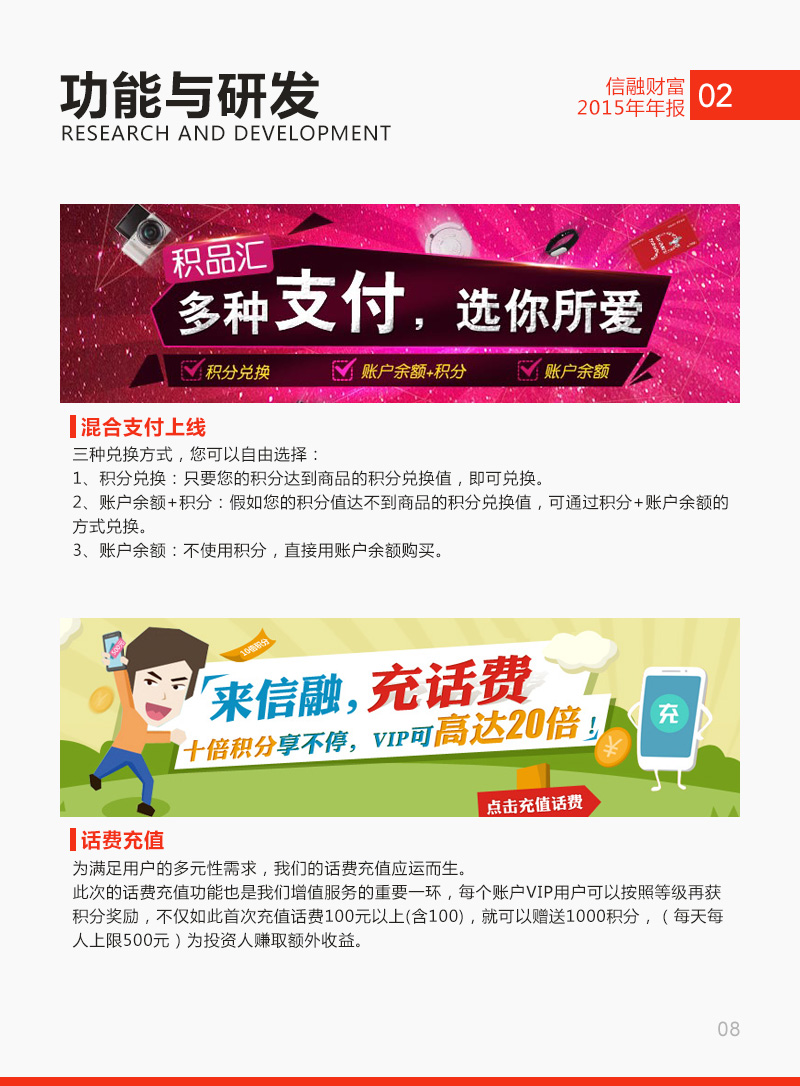 功能与研发
RESEARCH AND DEVELOPMENT
信融财富
2015年年报
02
积品汇
多种支付，选你所爱
积分兑换
账户余额+积分
账户余额
混合支付上线
三种兑换方式，您可以自由选择：
1、积分兑换：只要您的积分达到商品的积分兑换值，即可兑换。
2、账户余额+积分：假如您的积分值达不到商品的积分兑换值，可通过积分+账户余额的
方式兑换。
3、账户余额：不使用积分，直接用账户余额购买。
10倍积分
来信融，充话费
十倍积分享不停，VIP可高达20倍！
充
点击充值话费
话费充值
为满足用户的多元性需求，我们的话费充值应运而生。
此次的话费充值功能也是我们增值服务的重要一环，每个账户VIP用户可以按照等级再获
积分奖励，不仅如此首次充值话费100元以上(含100)，就可以赠送1000积分，（每天每
人上限500元）为投资人赚取额外收益。
08